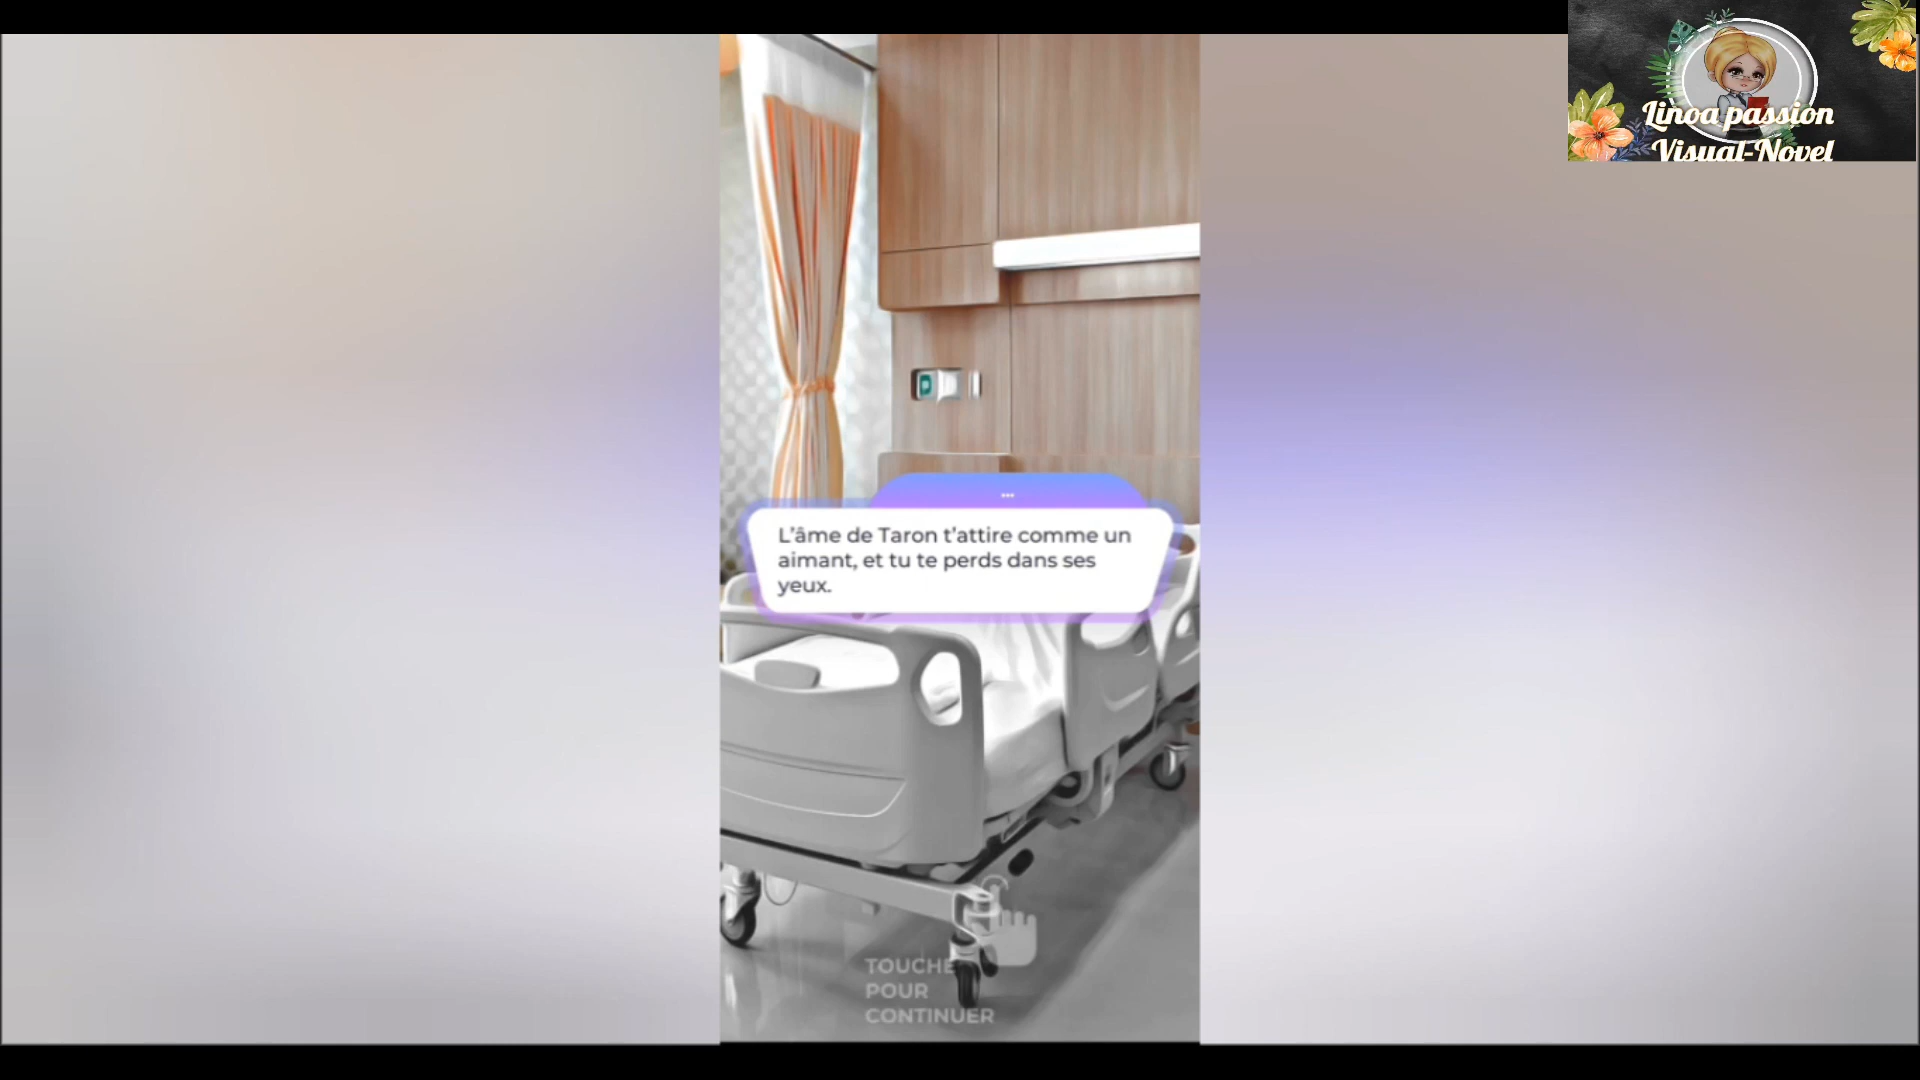 Linoa passion
Visual-Novel
...
L'âme de Taron t'attire comme un
aimant, et tu te perds dans ses
yeux.
TOUCHE
POUR
CONTINUER